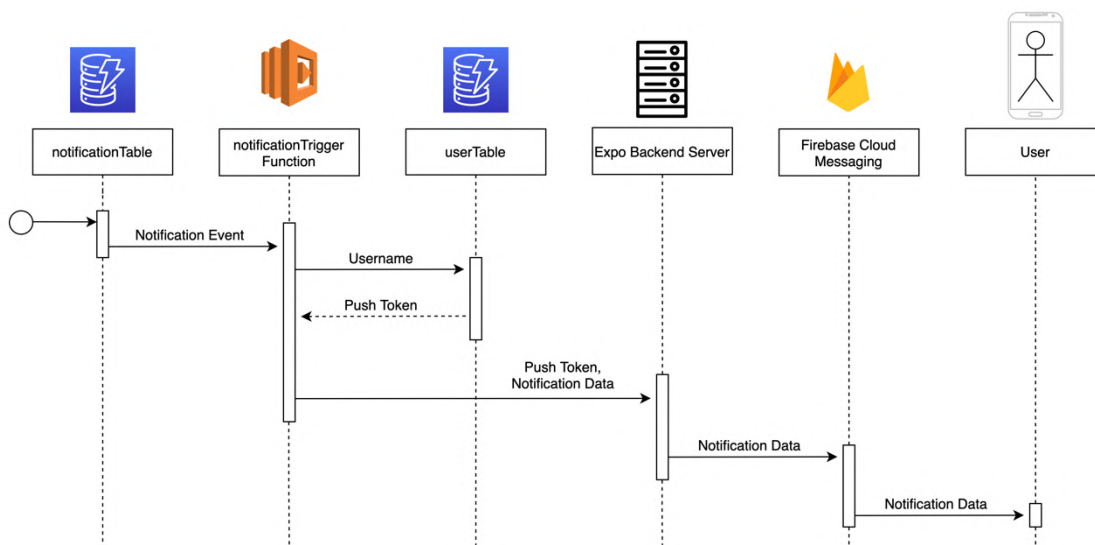 notificationTable
notificationTrigger
Function
userTable
Expo Backend Server
Firebase Cloud
Messaging
User
Notification Event
Username
Push Token
Push Token,
Notification Data
Notification Data
Notification Data